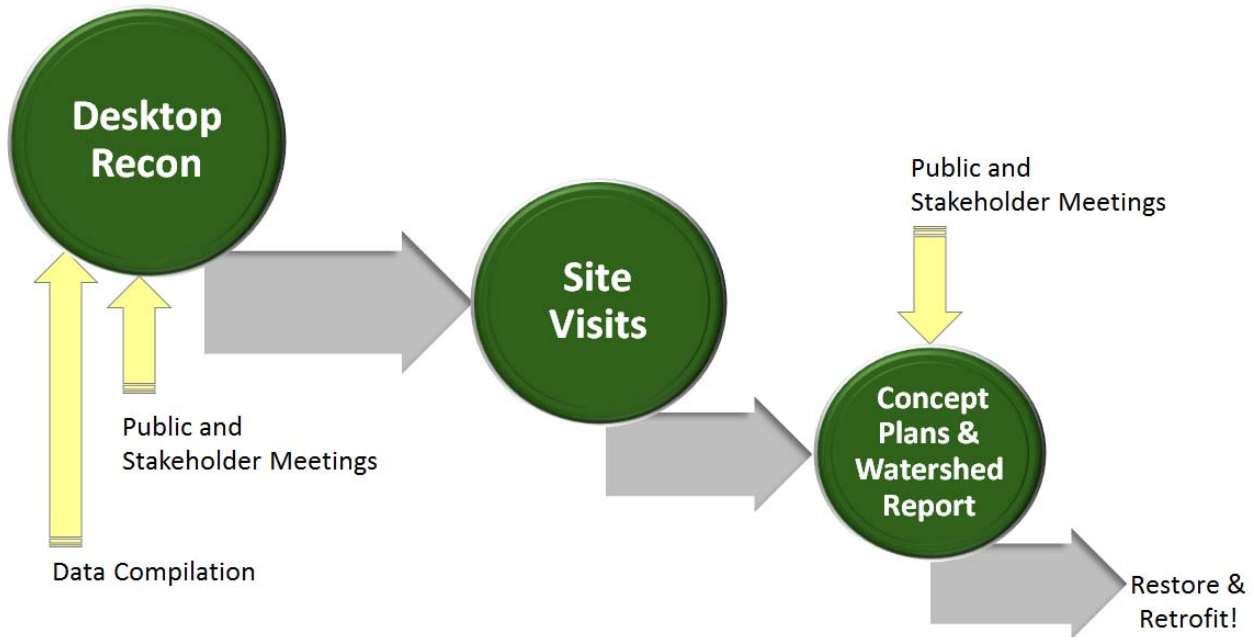 Desktop
Recon
Public and
Stakeholder Meetings
Data Compilation
Site
Visits
Public and
Stakeholder Meetings
Concept
Plans &
Watershed
Report
Restore &
Retrofit!